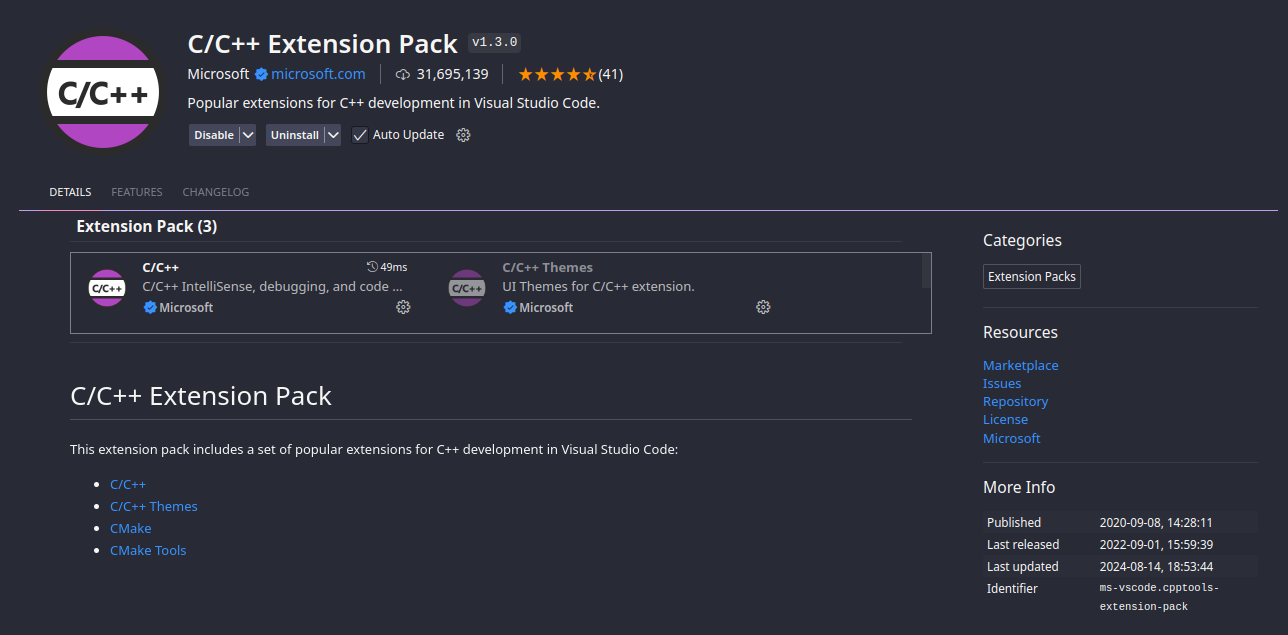 C/C++
C/C++ Extension Pack v1.3.0
Microsoft microsoft.com 31,695,139 (41)
Popular extensions for C++ development in Visual Studio Code.
Disable Uninstall Auto Update
DETAILS FEATURES CHANGELOG
Extension Pack (3)
C/C++
C/C++ 49ms
C/C++ IntelliSense, debugging, and code ...
Microsoft
C/C++
C/C++ Themes
UI Themes for C/C++ extension.
Microsoft
C/C++ Extension Pack
This extension pack includes a set of popular extensions for C++ development in Visual Studio Code:
• C/C++
• C/C++ Themes
• CMake
• CMake Tools
Categories
Extension Packs
Resources
Marketplace
Issues
Repository
License
Microsoft
More Info
Published 2020-09-08, 14:28:11
Last released 2022-09-01, 15:59:39
Last updated 2024-08-14, 18:53:44
Identifier ms-vscode.cpptools-
extension-pack